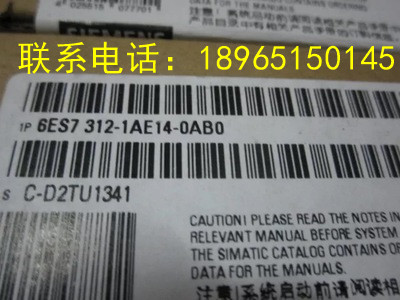 SIEMENS
联系电话：18965150145
1P 6ES7 312-1AE14-0AB0
S C-D2TU1341
CAUTION! PLEASE READ THE NOTES IN
RELEVANT MANUAL BEFORE SYSTEM
THE SIMATIC CATALOG CONTAINS OR
DATA FOR THE MANUALS.
注意!系统启动前请阅读相